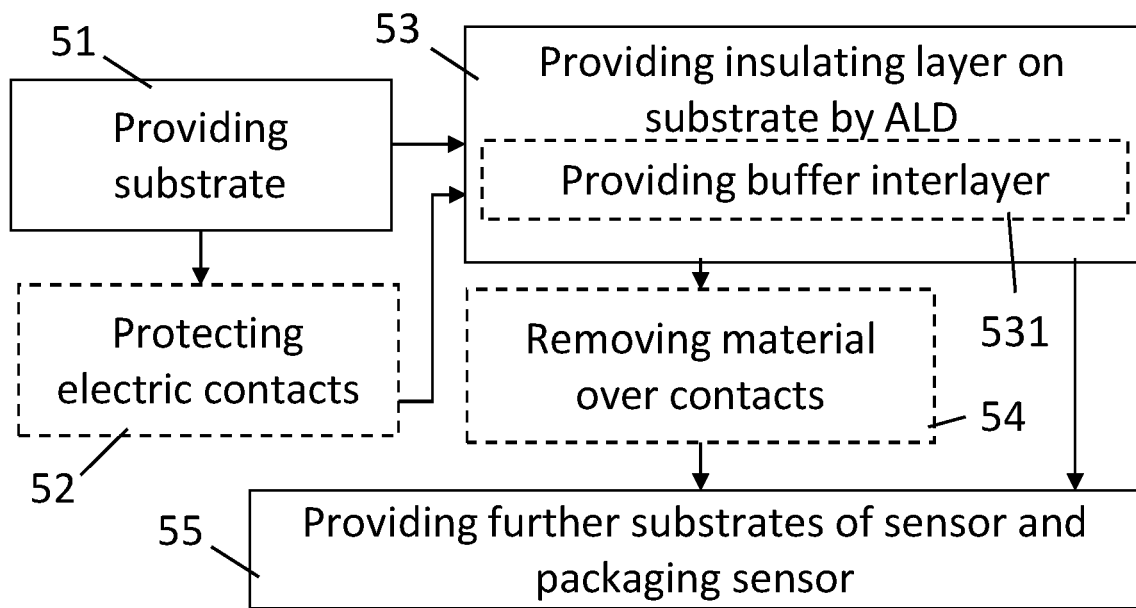 51
Providing
substrate
53
Providing insulating layer on
substrate by ALD
Providing buffer interlayer
531
Protecting
electric contacts
52
Removing material
over contacts
54
55
Providing further substrates of sensor and
packaging sensor